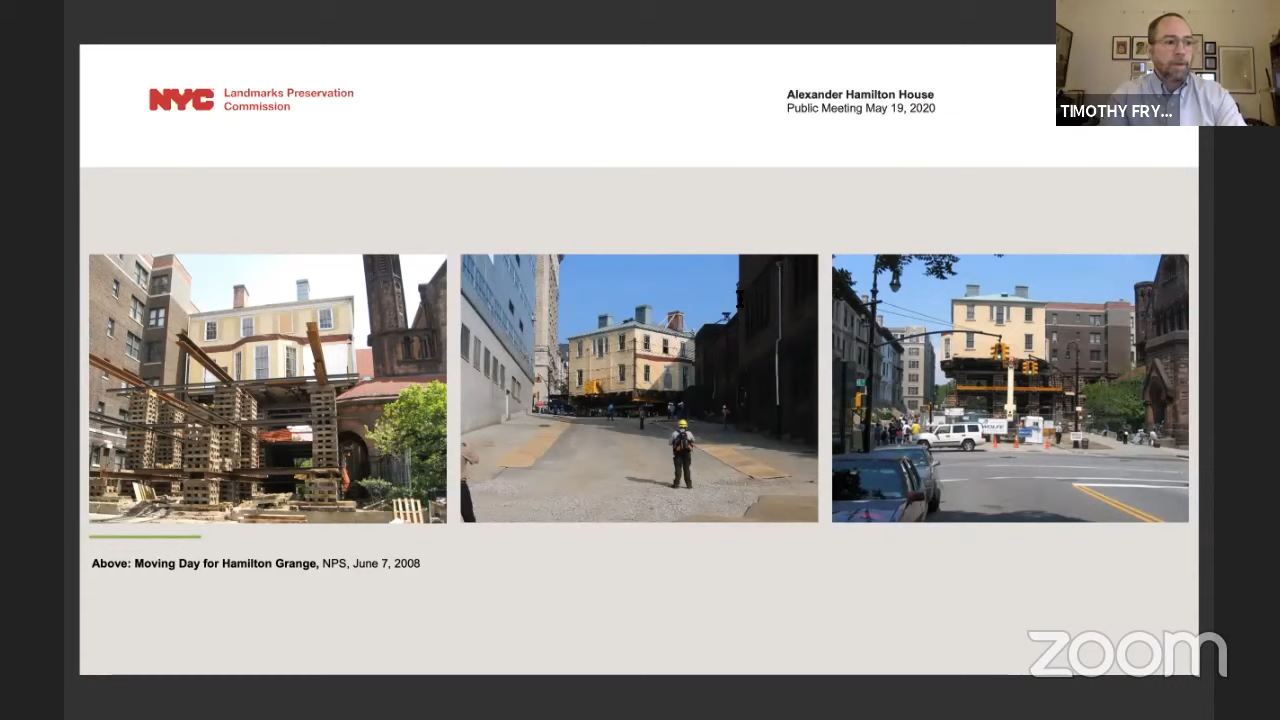 NYC
Landmarks Preservation
Commission
Alexander Hamilton House
Public Meeting May 19, 2020
TIMOTHY FRY...
WOLFE
Above: Moving Day for Hamilton Grange, NPS, June 7, 2008
zoom